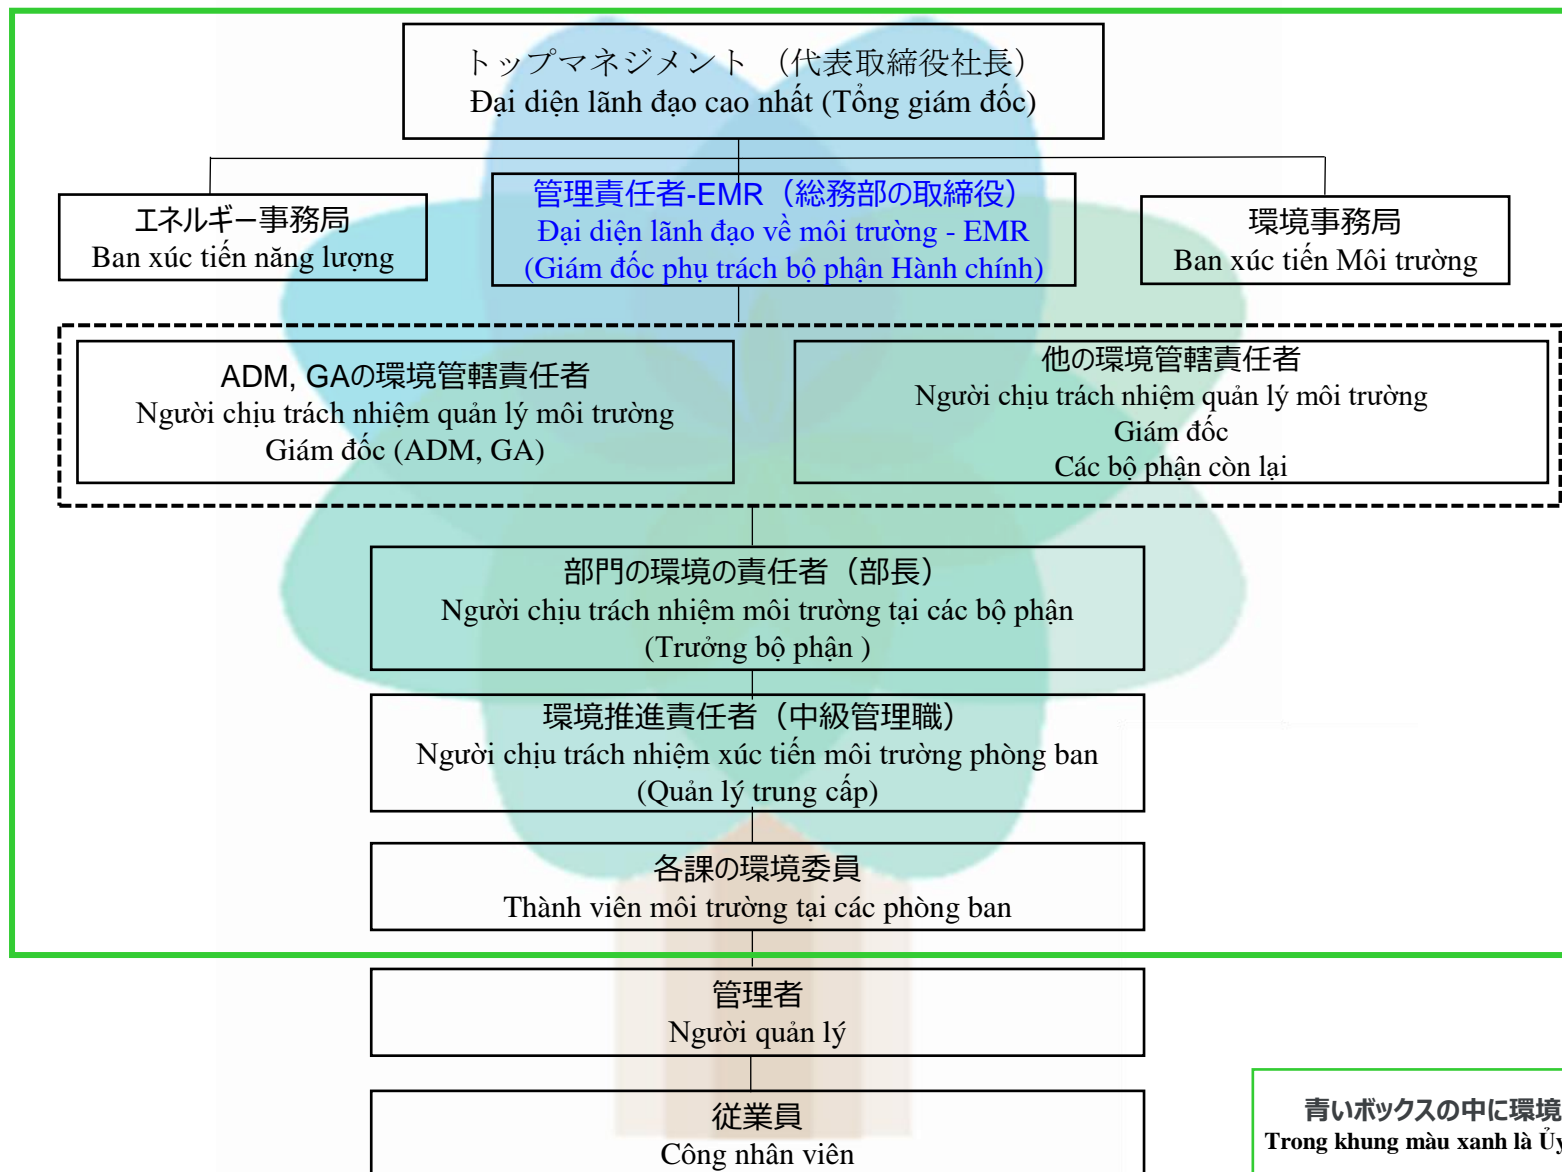 トップマネジメント （代表取締役社長）
Đại diện lãnh đạo cao nhất (Tổng giám đốc)
エネルギー事務局
Ban xúc tiến năng lượng
管理責任者-EMR（総務部の取締役）
Đại diện lãnh đạo về môi trường - EMR
(Giám đốc phụ trách bộ phận Hành chính)
環境事務局
Ban xúc tiến Môi trường
ADM, GAの環境管轄責任者
Người chịu trách nhiệm quản lý môi trường
Giám đốc (ADM, GA)
他の環境管轄責任者
Người chịu trách nhiệm quản lý môi trường
Giám đốc
Các bộ phận còn lại
部門の環境の責任者（部長）
Người chịu trách nhiệm môi trường tại các bộ phận
(Trưởng bộ phận )
環境推進責任者（中級管理職）
Người chịu trách nhiệm xúc tiến môi trường phòng ban
(Quản lý trung cấp)
各課の環境委員
Thành viên môi trường tại các phòng ban
管理者
Người quản lý
従業員
Công nhân viên
青いボックスの中に環境
Trong khung màu xanh là Ủy